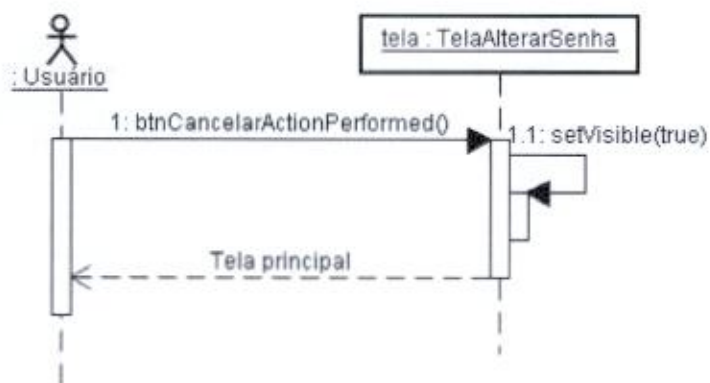 tela : TelaAlterarSenha
: Usuário
1: btnCancelarActionPerformed()
1.1: setVisible(true)
Tela principal